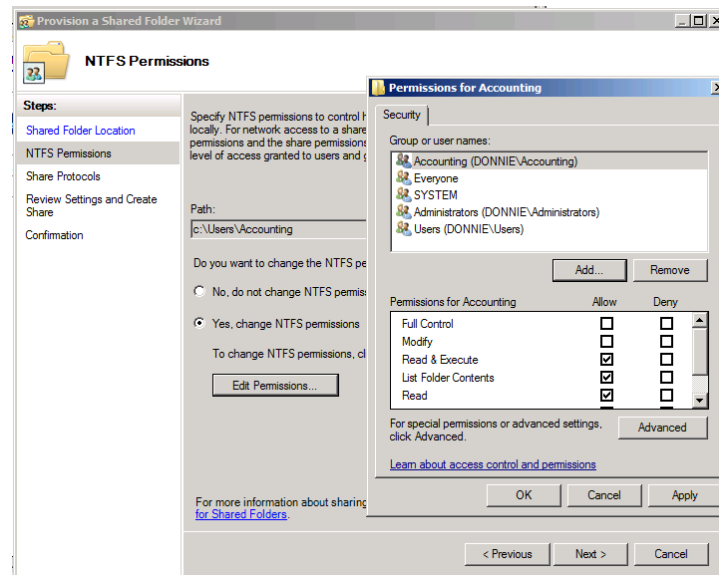 Provision a Shared Folder Wizard
NTFS Permissions
Steps:
Shared Folder Location
NTFS Permissions
Share Protocols
Review Settings and Create
Share
Confirmation
Specify NTFS permissions to control
locally. For network access to a share
permissions and the share permissions
level of access granted to users and
Path:
c:\Users\Accounting
Do you want to change the NTFS
No, do not change NTFS
Yes, change NTFS permissions
To change NTFS permissions,
Edit Permissions...
For more information about sharing
for Shared Folders.
< Previous
Next >
Cancel
Permissions for Accounting
Security
Group or user names:
Accounting (DONNIE\Accounting)
Everyone
SYSTEM
Administrators (DONNIE\Administrators)
Users (DONNIE\Users)
Add...
Remove
Permissions for Accounting Allow Deny
Full Control
Modify
Read & Execute
List Folder Contents
Read
For special permissions or advanced settings,
click Advanced.
Advanced
Learn about access control and permissions
OK
Cancel
Apply